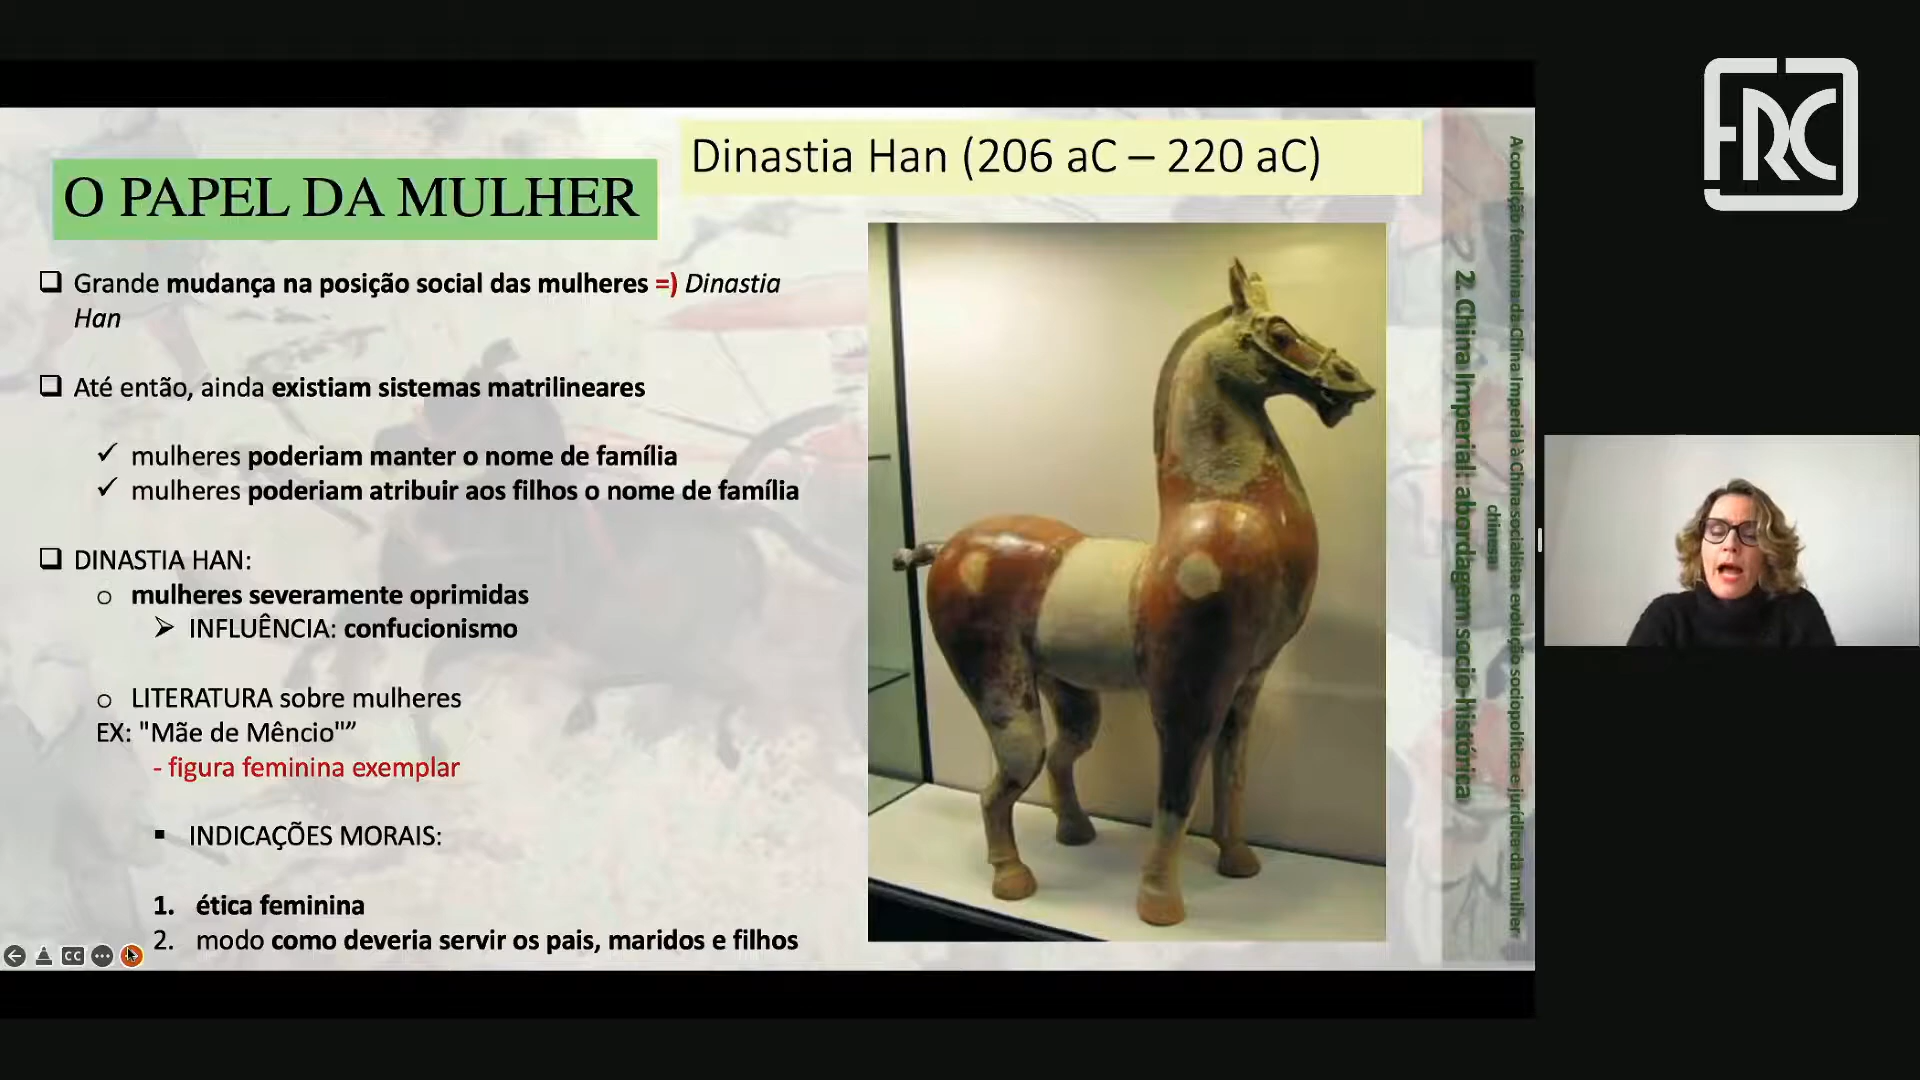 Dinastia Han (206 aC – 220 aC)
O PAPEL DA MULHER
Grande mudança na posição social das mulheres =) Dinastia
Han
Até então, ainda existiam sistemas matrilineares
mulheres poderiam manter o nome de família
mulheres poderiam atribuir aos filhos o nome de família
DINASTIA HAN:
mulheres severamente oprimidas
INFLUÊNCIA: confucionismo
LITERATURA sobre mulheres
EX: "Mãe de Mêncio"”
- figura feminina exemplar
INDICAÇÕES MORAIS:
1. ética feminina
2. modo como deveria servir os pais, maridos e filhos
CC
A condição feminina da China Imperial à China socialista: evolução sociopolítica e jurídica da mulher
chinesa
2. China Imperial: abordagem socio-histórica
FRC